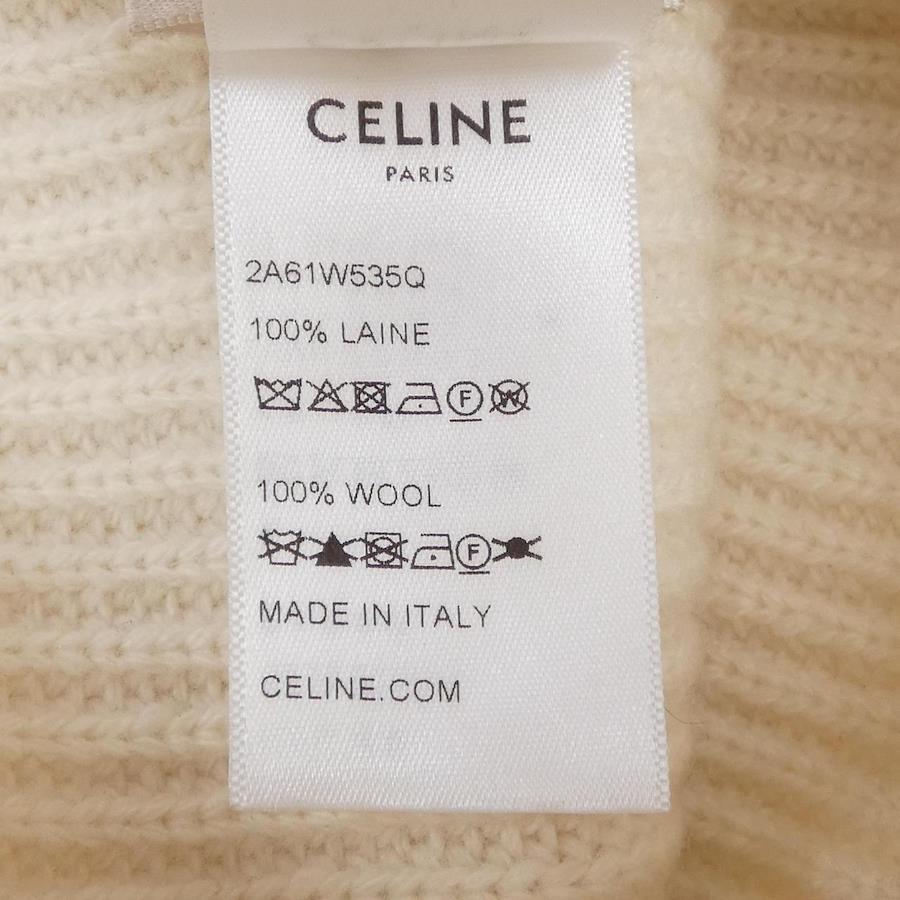 CELINE
PARIS
2A61W535Q
100% LAINE
F W
100% WOOL
F
MADE IN ITALY
CELINE.COM